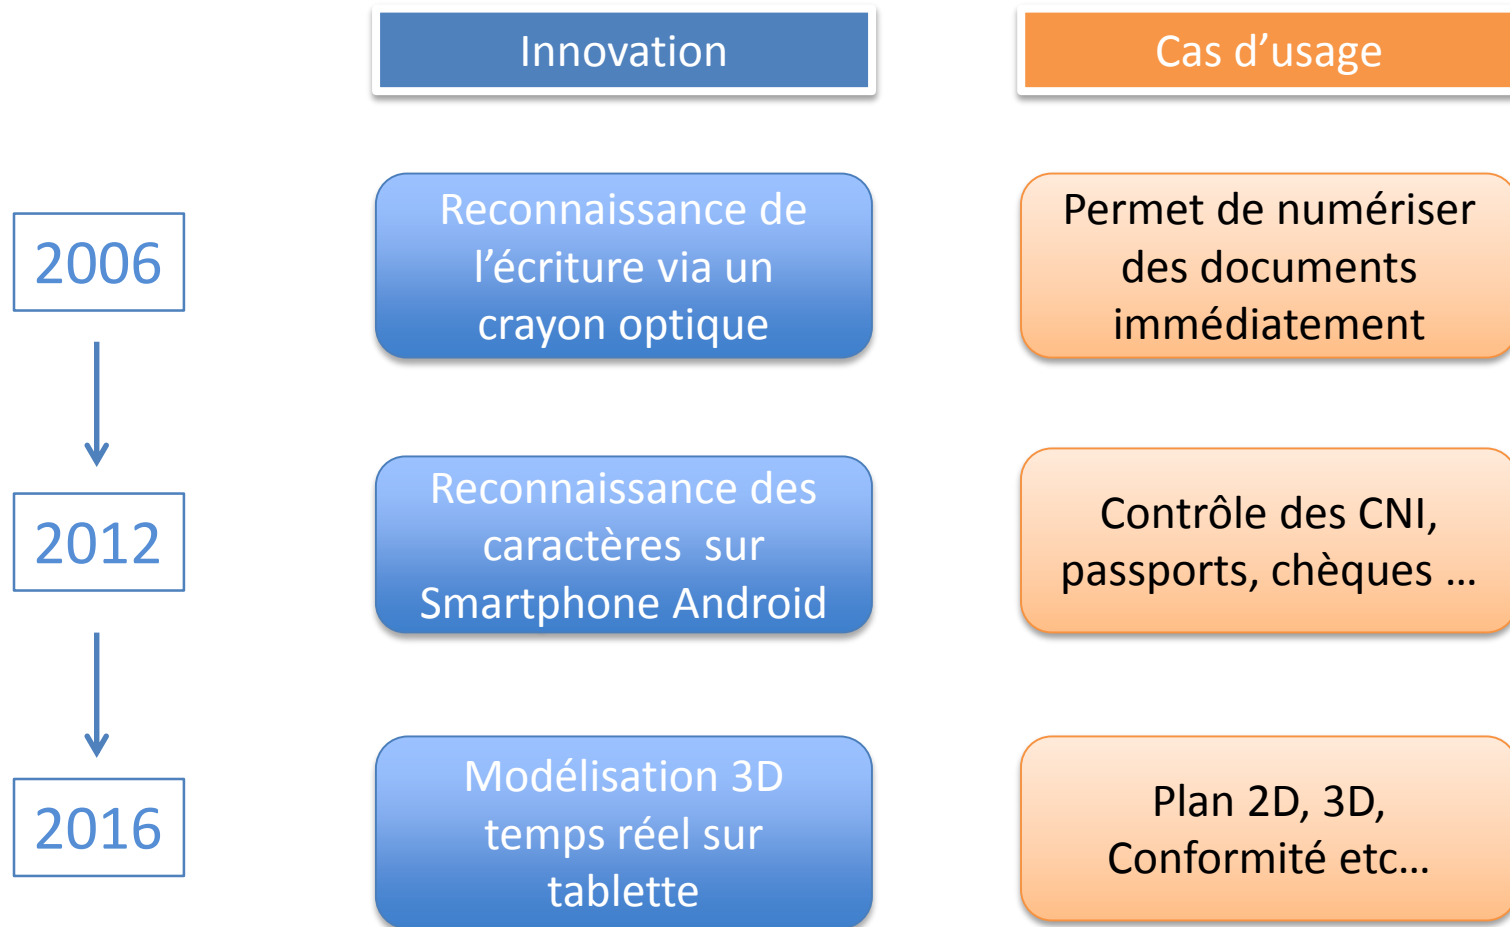 Innovation
Cas d’usage
2006
Reconnaissance de
l’écriture via un
crayon optique
Permet de numériser
des documents
immédiatement
2012
Reconnaissance des
caractères sur
Smartphone Android
Contrôle des CNI,
passports, chèques …
2016
Modélisation 3D
temps réel sur
tablette
Plan 2D, 3D,
Conformité etc…